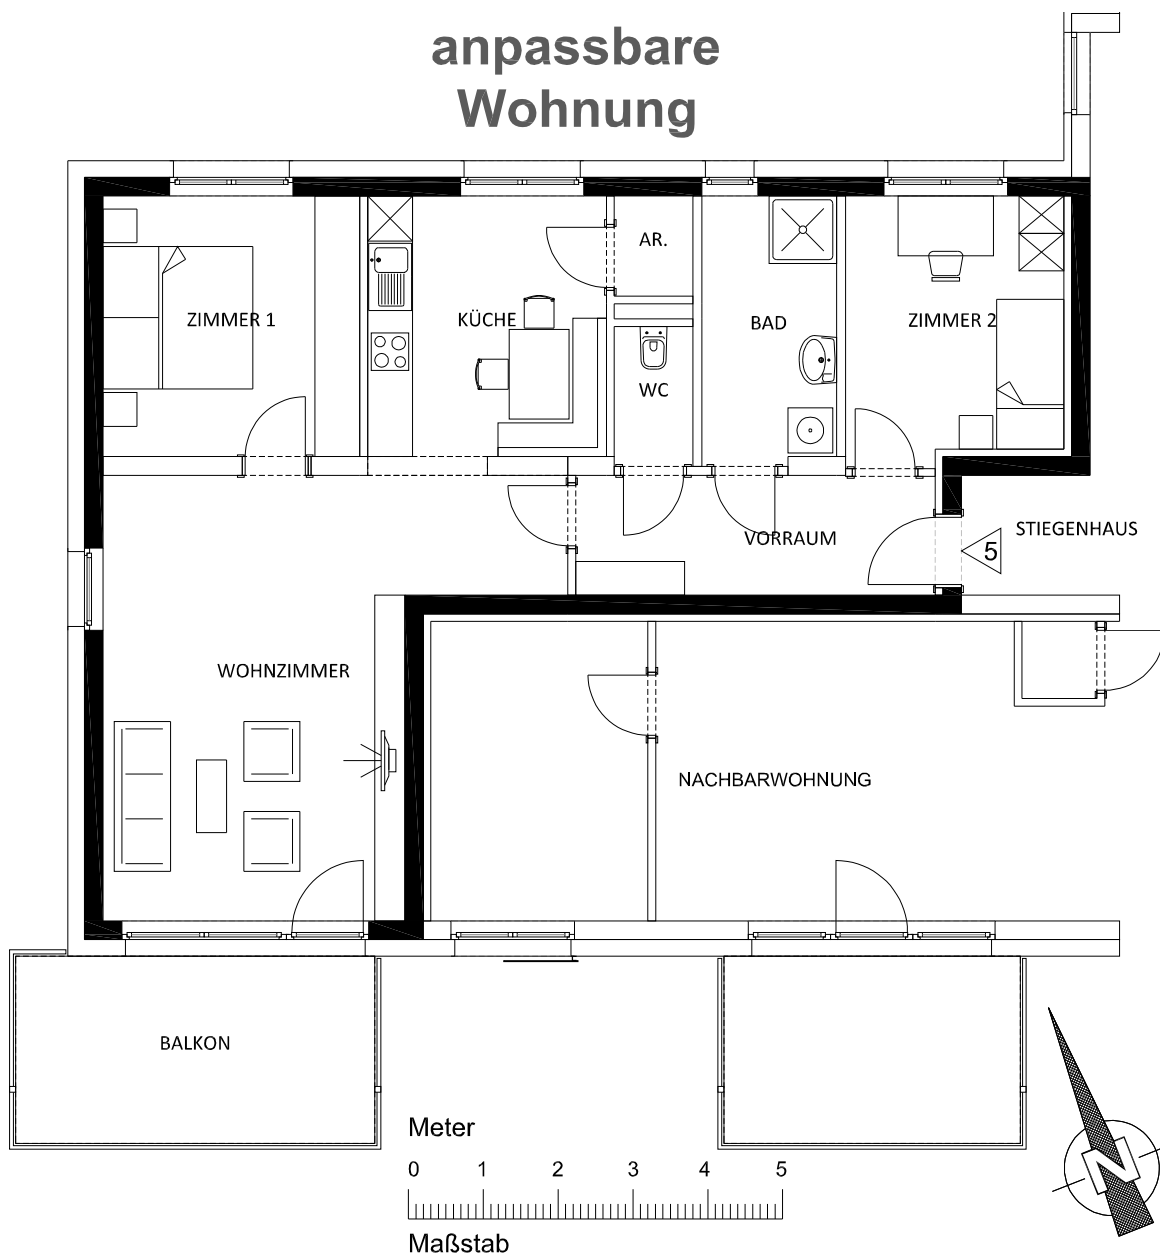 anpassbare
Wohnung
AR.
ZIMMER 1
KÜCHE
BAD
ZIMMER 2
WC
VORRAUM
STIEGENHAUS
5
WOHNZIMMER
NACHBARWOHNUNG
BALKON
Meter
0 1 2 3 4 5
Maßstab
N